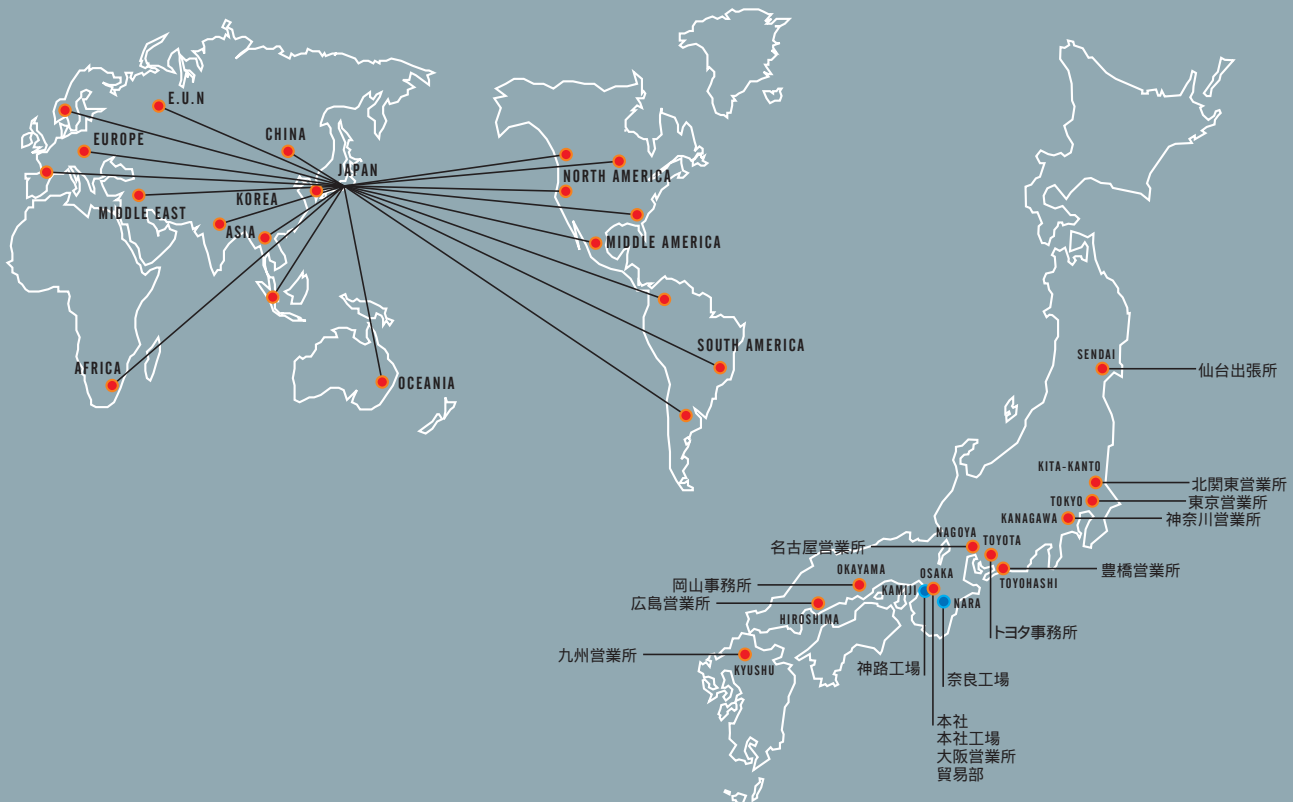 E.U.N
EUROPE
CHINA
JAPAN
KOREA
MIDDLE EAST
ASIA
AFRICA
OCEANIA
NORTH AMERICA
MIDDLE AMERICA
SOUTH AMERICA
SENDAI
仙台出張所
KITA-KANTO
北関東営業所
TOKYO
東京営業所
KANAGAWA
神奈川営業所
NAGOYA
名古屋営業所
TOYOTA
トヨタ事務所
TOYOHASHI
豊橋営業所
OKAYAMA
岡山事務所
HIROSHIMA
広島営業所
KYUSHU
九州営業所
KAMIJI
神路工場
NARA
奈良工場
OSAKA
本社
本社工場
大阪営業所
貿易部